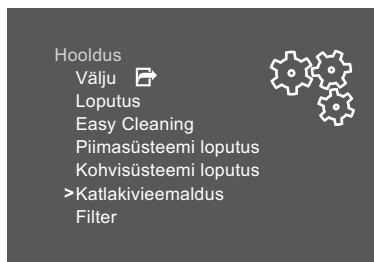 Hooldus
Välju
Loputus
Easy Cleaning
Piimasüsteemi loputus
Kohvisüsteemi loputus
>Katlakivieemaldus
Filter